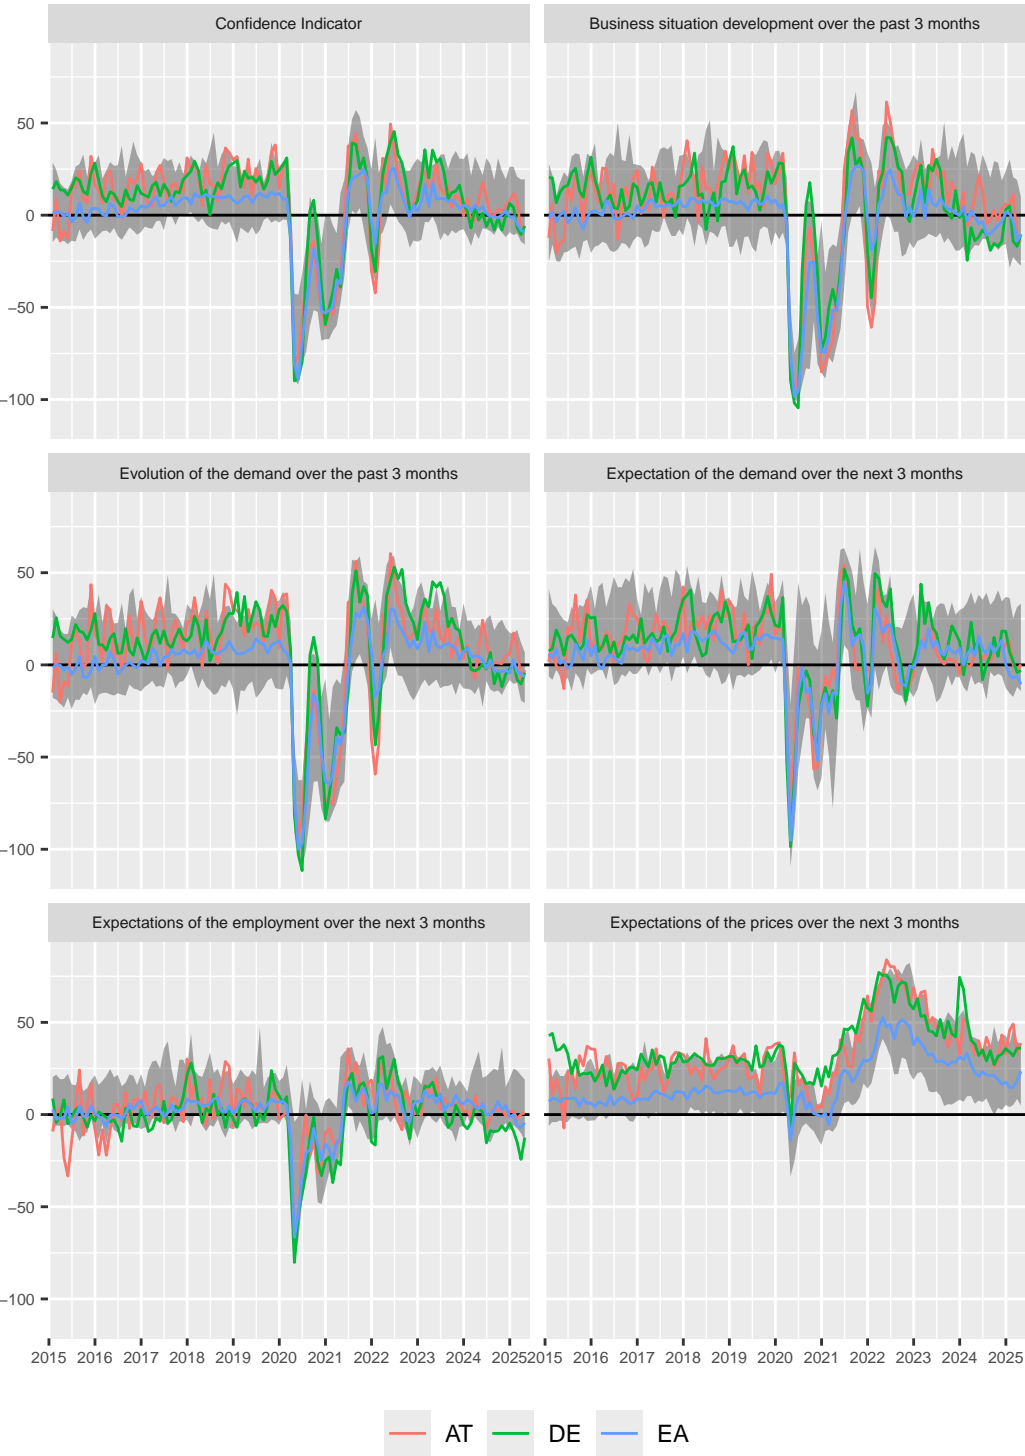 Confidence Indicator
Business situation development over the past 3 months
50
0
−50
−100
Evolution of the demand over the past 3 months
Expectation of the demand over the next 3 months
50
0
−50
−100
Expectations of the employment over the next 3 months
Expectations of the prices over the next 3 months
50
0
−50
−100
2015 2016 2017 2018 2019 2020 2021 2022 2023 2024 2025
2015 2016 2017 2018 2019 2020 2021 2022 2023 2024 2025
AT DE EA